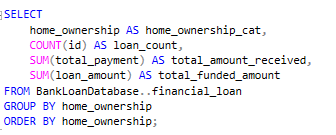 SELECT
home_ownership AS home_ownership_cat,
COUNT(id) AS loan_count,
SUM(total_payment) AS total_amount_received,
SUM(loan_amount) AS total_funded_amount
FROM BankLoanDatabase..financial_loan
GROUP BY home_ownership
ORDER BY home_ownership;